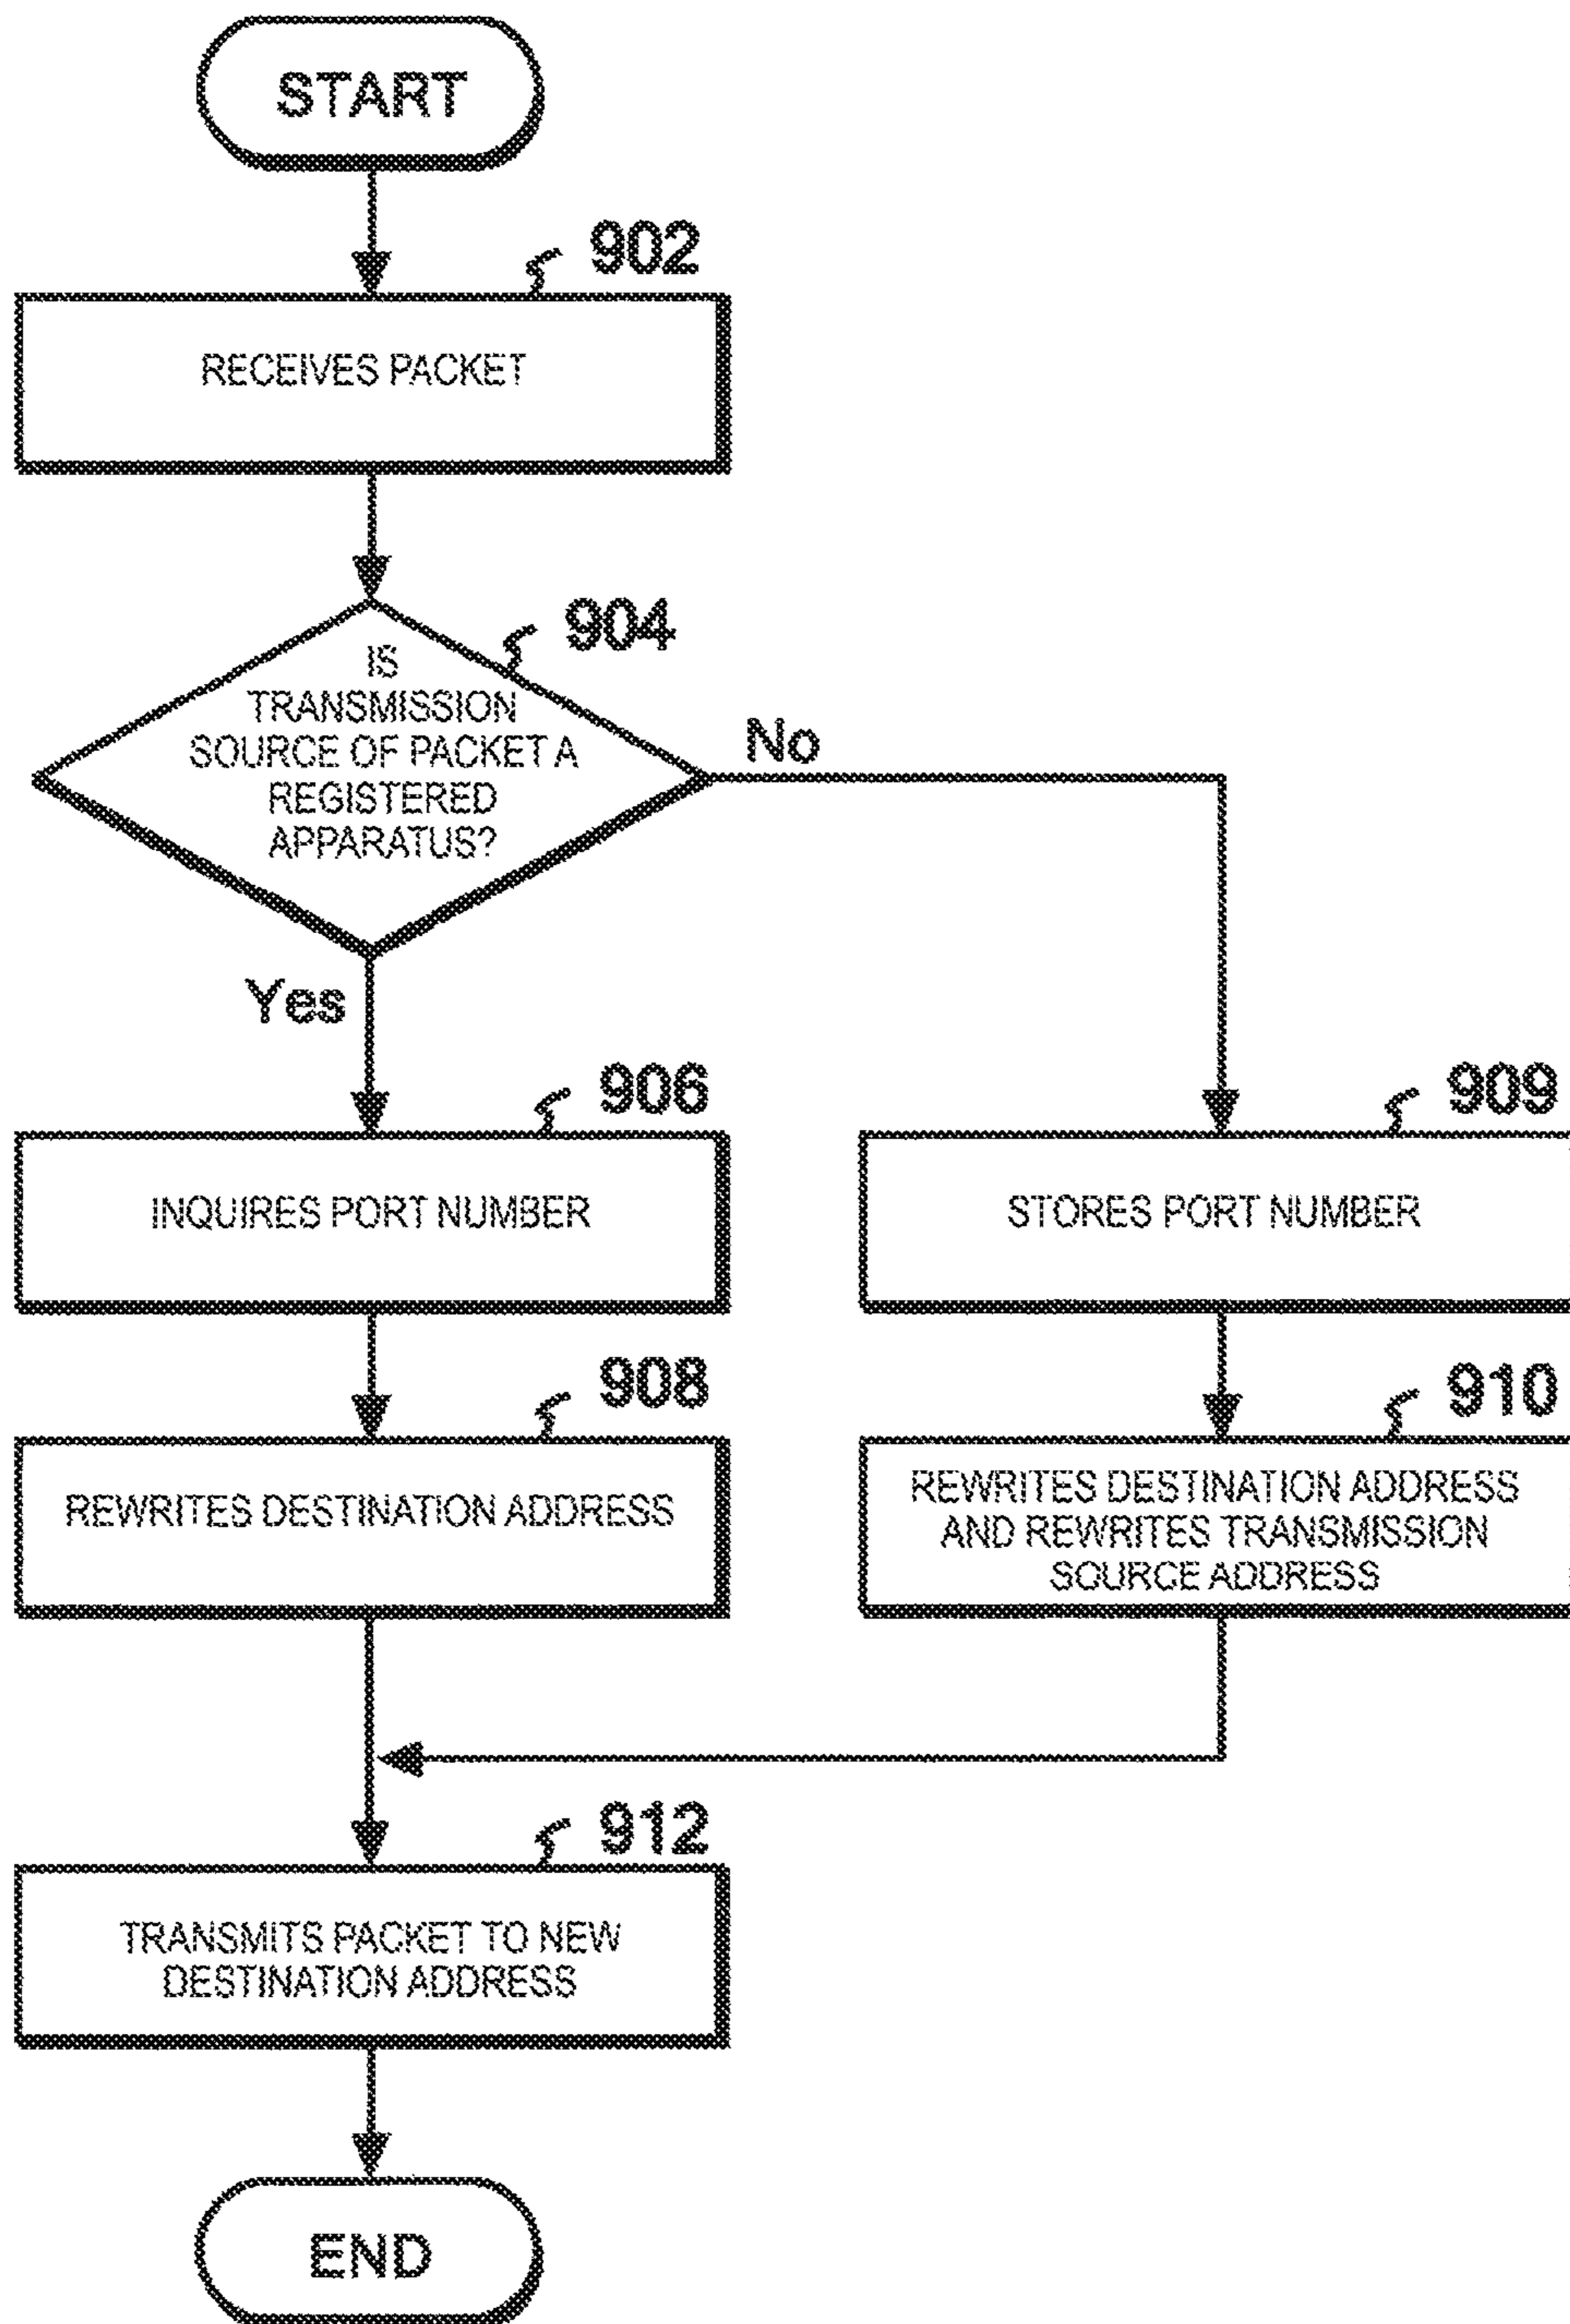 START
902
RECEIVES PACKET
904
IS
TRANSMISSION
SOURCE OF PACKET A
REGISTERED
APPARATUS?
No
Yes
906
INQUIRES PORT NUMBER
909
STORES PORT NUMBER
908
REWRITES DESTINATION ADDRESS
910
REWRITES DESTINATION ADDRESS
AND REWRITES TRANSMISSION
SOURCE ADDRESS
912
TRANSMITS PACKET TO NEW
DESTINATION ADDRESS
END